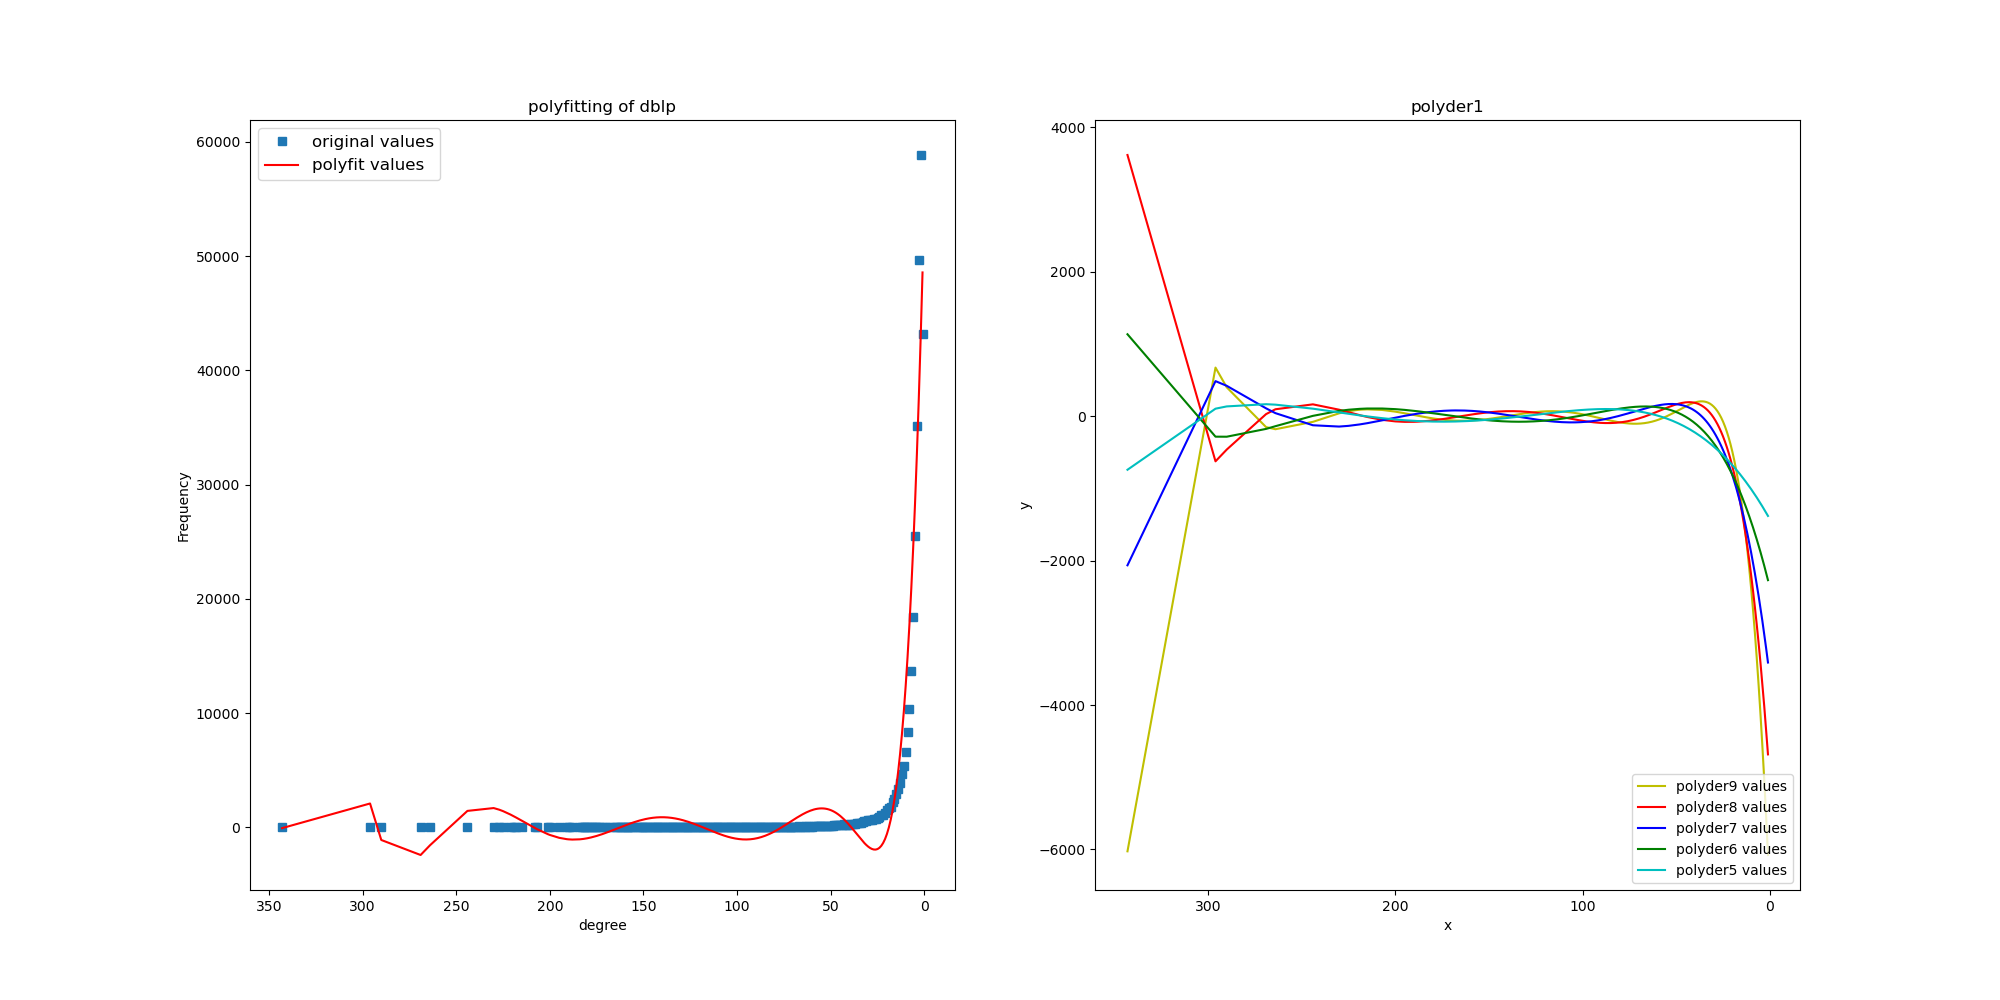 polyfitting of dblp
original values
polyfit values
60000
50000
40000
30000
20000
10000
0
Frequency
350 300 250 200 150 100 50 0
degree
polyder1
4000
2000
0
−2000
−4000
−6000
y
polyder9 values
polyder8 values
polyder7 values
polyder6 values
polyder5 values
300 200 100 0
x